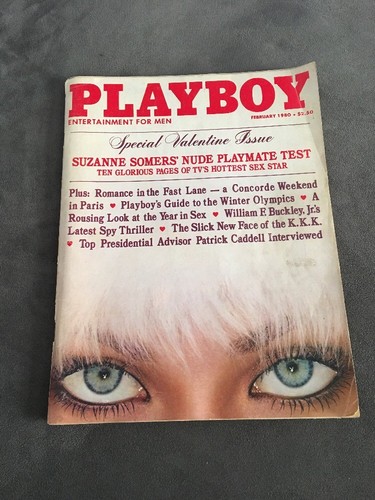 PLAYBOY
ENTERTAINMENT FOR MEN
FEBRUARY 1980 • $2.50
Special Valentine Issue
SUZANNE SOMERS' NUDE PLAYMATE TEST
TEN GLORIOUS PAGES OF TV'S HOTTEST SEX STAR
Plus: Romance in the Fast Lane — a Concorde Weekend
in Paris ♥ Playboy's Guide to the Winter Olympics ♥ A
Rousing Look at the Year in Sex ♥ William F. Buckley, Jr.'s
Latest Spy Thriller ♥ The Slick New Face of the K.K.K.
♥ Top Presidential Advisor Patrick Caddell Interviewed